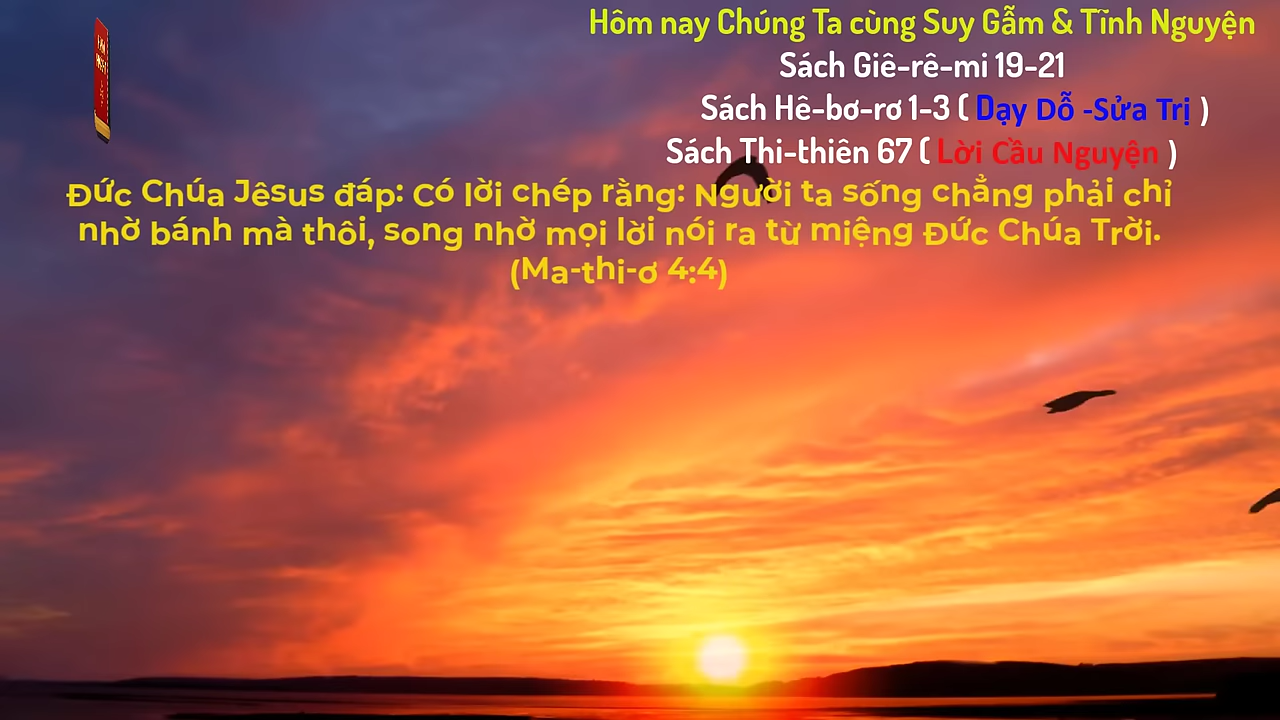 Hôm nay Chúng Ta cùng Suy Gẫm & Tĩnh Nguyện
Sách Giê-rê-mi 19-21
Sách Hê-bơ-rơ 1-3 ( Dạy Dỗ -Sửa Trị )
Sách Thi-thiên 67 ( Lời Cầu Nguyện )
Đức Chúa Jêsus đáp: Có lời chép rằng: Người ta sống chẳng phải chỉ
nhờ bánh mà thôi, song nhờ mọi lời nói ra từ miệng Đức Chúa Trời.
(Ma-thi-ơ 4:4)